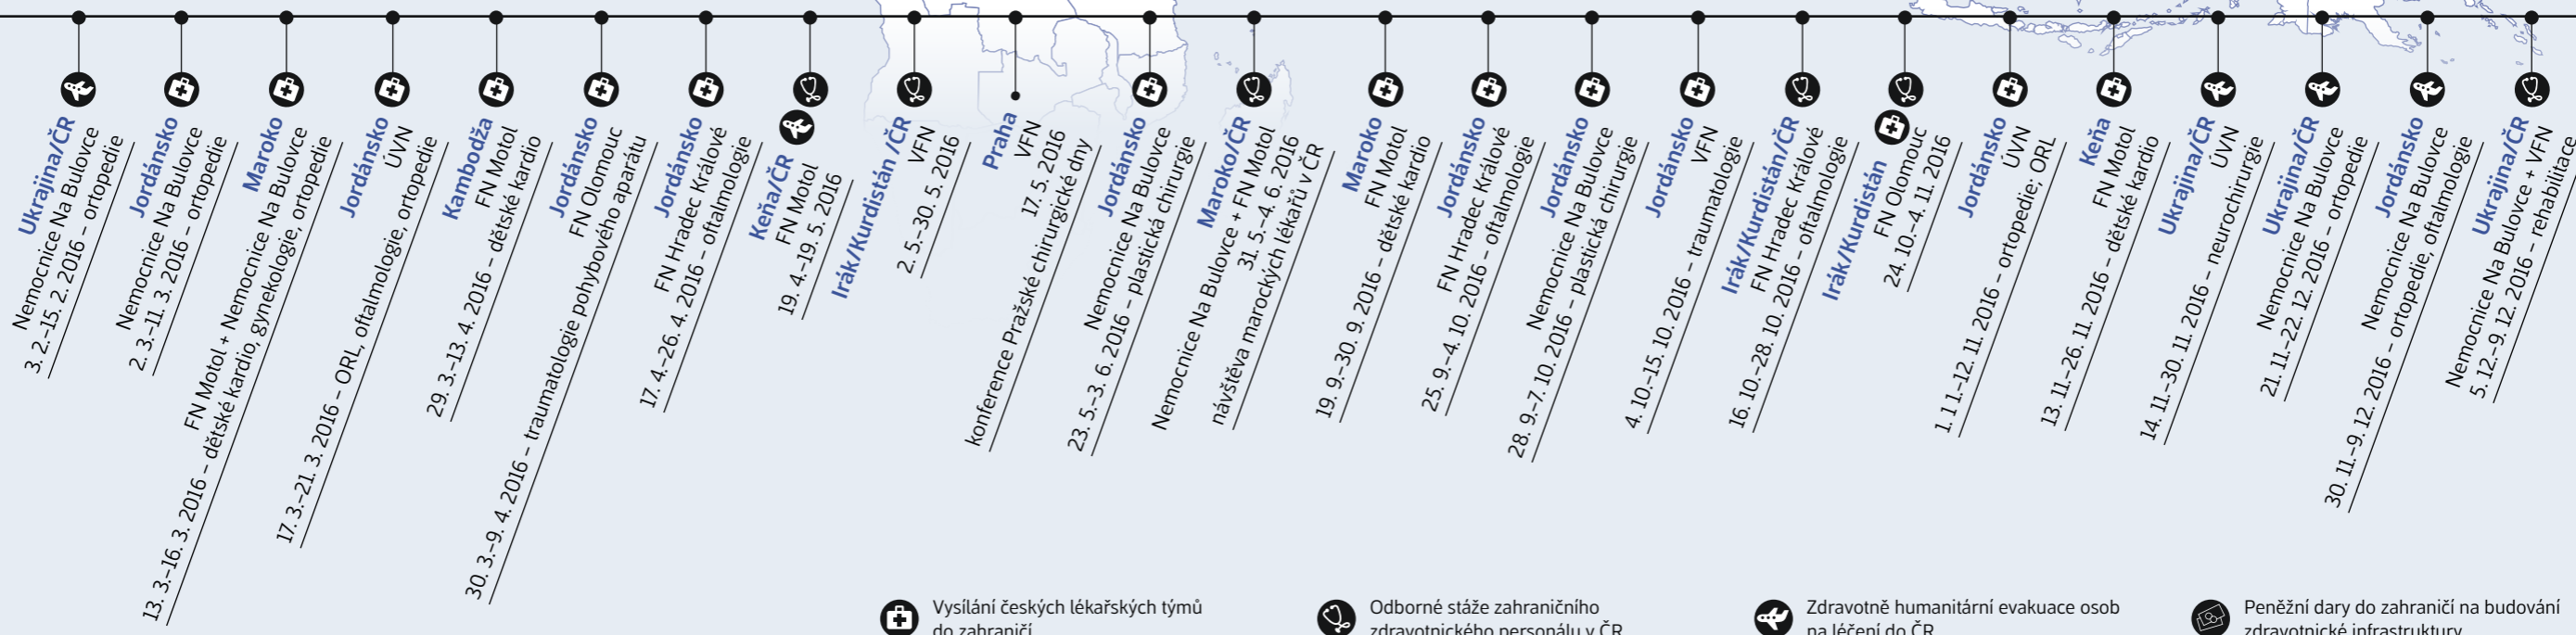 Ukrajina/ČR
Nemocnice Na Bulovce
3. 2.–15. 2. 2016 – ortopedie
Jordánsko
Nemocnice Na Bulovce
2. 3.–11. 3. 2016 – ortopedie
Maroko
FN Motol + Nemocnice Na Bulovce
13. 3.–16. 3. 2016 – dětské kardio, gynekologie, ortopedie
Jordánsko
ÚVN
17. 3.–21. 3. 2016 – ORL, oftalmologie, ortopedie
Kambodža
FN Motol
29. 3.–13. 4. 2016 – dětské kardio
Jordánsko
FN Olomouc
30. 3.–9. 4. 2016 – traumatologie pohybového aparátu
Jordánsko
FN Hradec Králové
17. 4.–26. 4. 2016 – oftalmologie
Keňa/ČR
FN Motol
19. 4.–19. 5. 2016
Irák/Kurdistán /ČR
VFN
2. 5.–30. 5. 2016
Praha
VFN
17. 5. 2016
konference Pražské chirurgické dny
Jordánsko
Nemocnice Na Bulovce
23. 5.–3. 6. 2016 – plastická chirurgie
Maroko/ČR
Nemocnice Na Bulovce + FN Motol
31. 5.–4. 6. 2016
návštěva marockých lékařů v ČR
Maroko
FN Motol
19. 9.–30. 9. 2016 – dětské kardio
Jordánsko
FN Hradec Králové
25. 9.–4. 10. 2016 – oftalmologie
Jordánsko
Nemocnice Na Bulovce
28. 9.–7. 10. 2016 – plastická chirurgie
Jordánsko
VFN
4. 10.–15. 10. 2016 – traumatologie
Irák/Kurdistán/ČR
FN Hradec Králové
16. 10.–28. 10. 2016 – oftalmologie
Irák/Kurdistán
FN Olomouc
24. 10.–4. 11. 2016
Jordánsko
ÚVN
1. 1 1.–12. 11. 2016 – ortopedie; ORL
Keňa
FN Motol
13. 11.–26. 11. 2016 – dětské kardio
Ukrajina/ČR
ÚVN
14. 11.–30. 11. 2016 – neurochirurgie
Ukrajina/ČR
Nemocnice Na Bulovce
21. 11.–22. 12. 2016 – ortopedie
Jordánsko
Nemocnice Na Bulovce
30. 11.–9. 12. 2016 – ortopedie, oftalmologie
Ukrajina/ČR
Nemocnice Na Bulovce + VFN
5. 12.–9. 12. 2016 – rehabilitace
Vysílání českých lékařských týmů
do zahraničí
Odborné stáže zahraničního
zdravotnického personálu v ČR
Zdravotně humanitární evakuace osob
na léčení do ČR
Peněžní dary do zahraničí na budování
zdravotnické infrastruktury